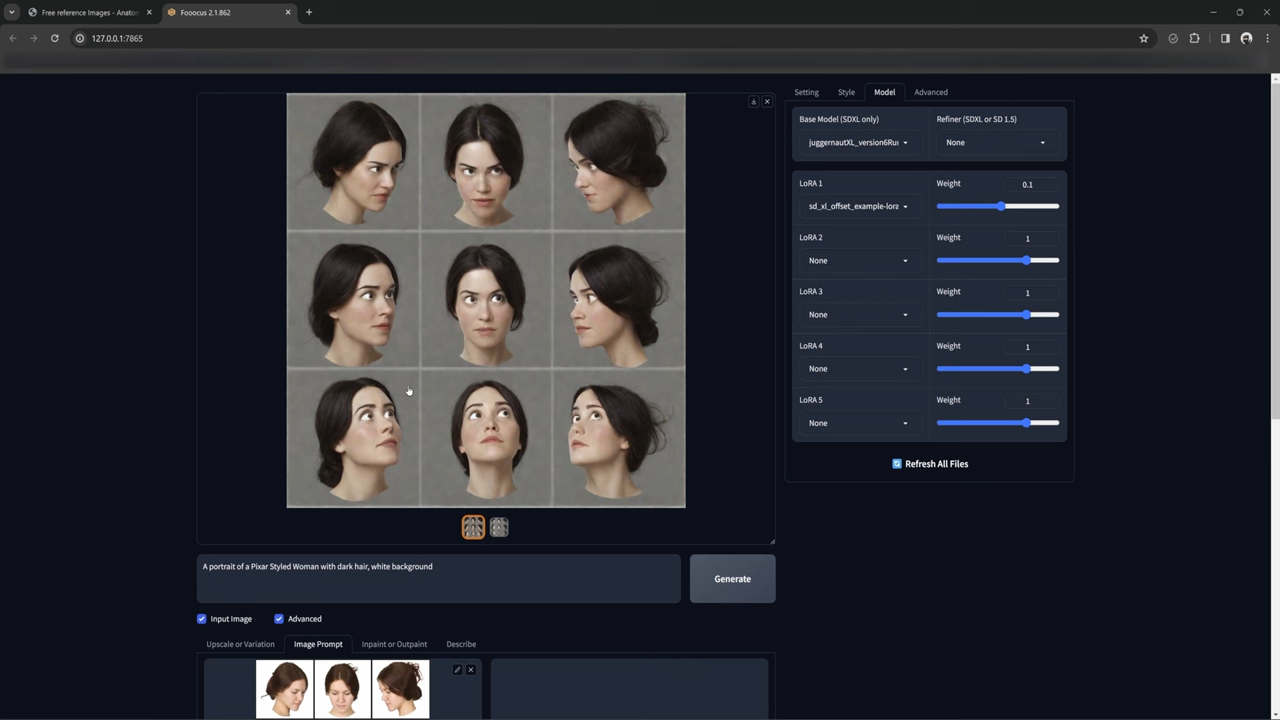 Free reference Images - Anaton
Fooocus 2.1.862
127.0.0.1:7865
Setting
Style
Model
Advanced
Base Model (SDXL only)
Refiner (SDXL or SD 1.5)
juggernautXL_version6Ru
None
LoRA 1
Weight
0.1
sd_xl_offset_example-lora
LoRA 2
Weight
1
None
LoRA 3
Weight
1
None
LoRA 4
Weight
1
None
LoRA 5
Weight
1
None
Refresh All Files
A portrait of a Pixar Styled Woman with dark hair, white background
Generate
Input Image
Advanced
Upscale or Variation
Image Prompt
Inpaint or Outpaint
Describe